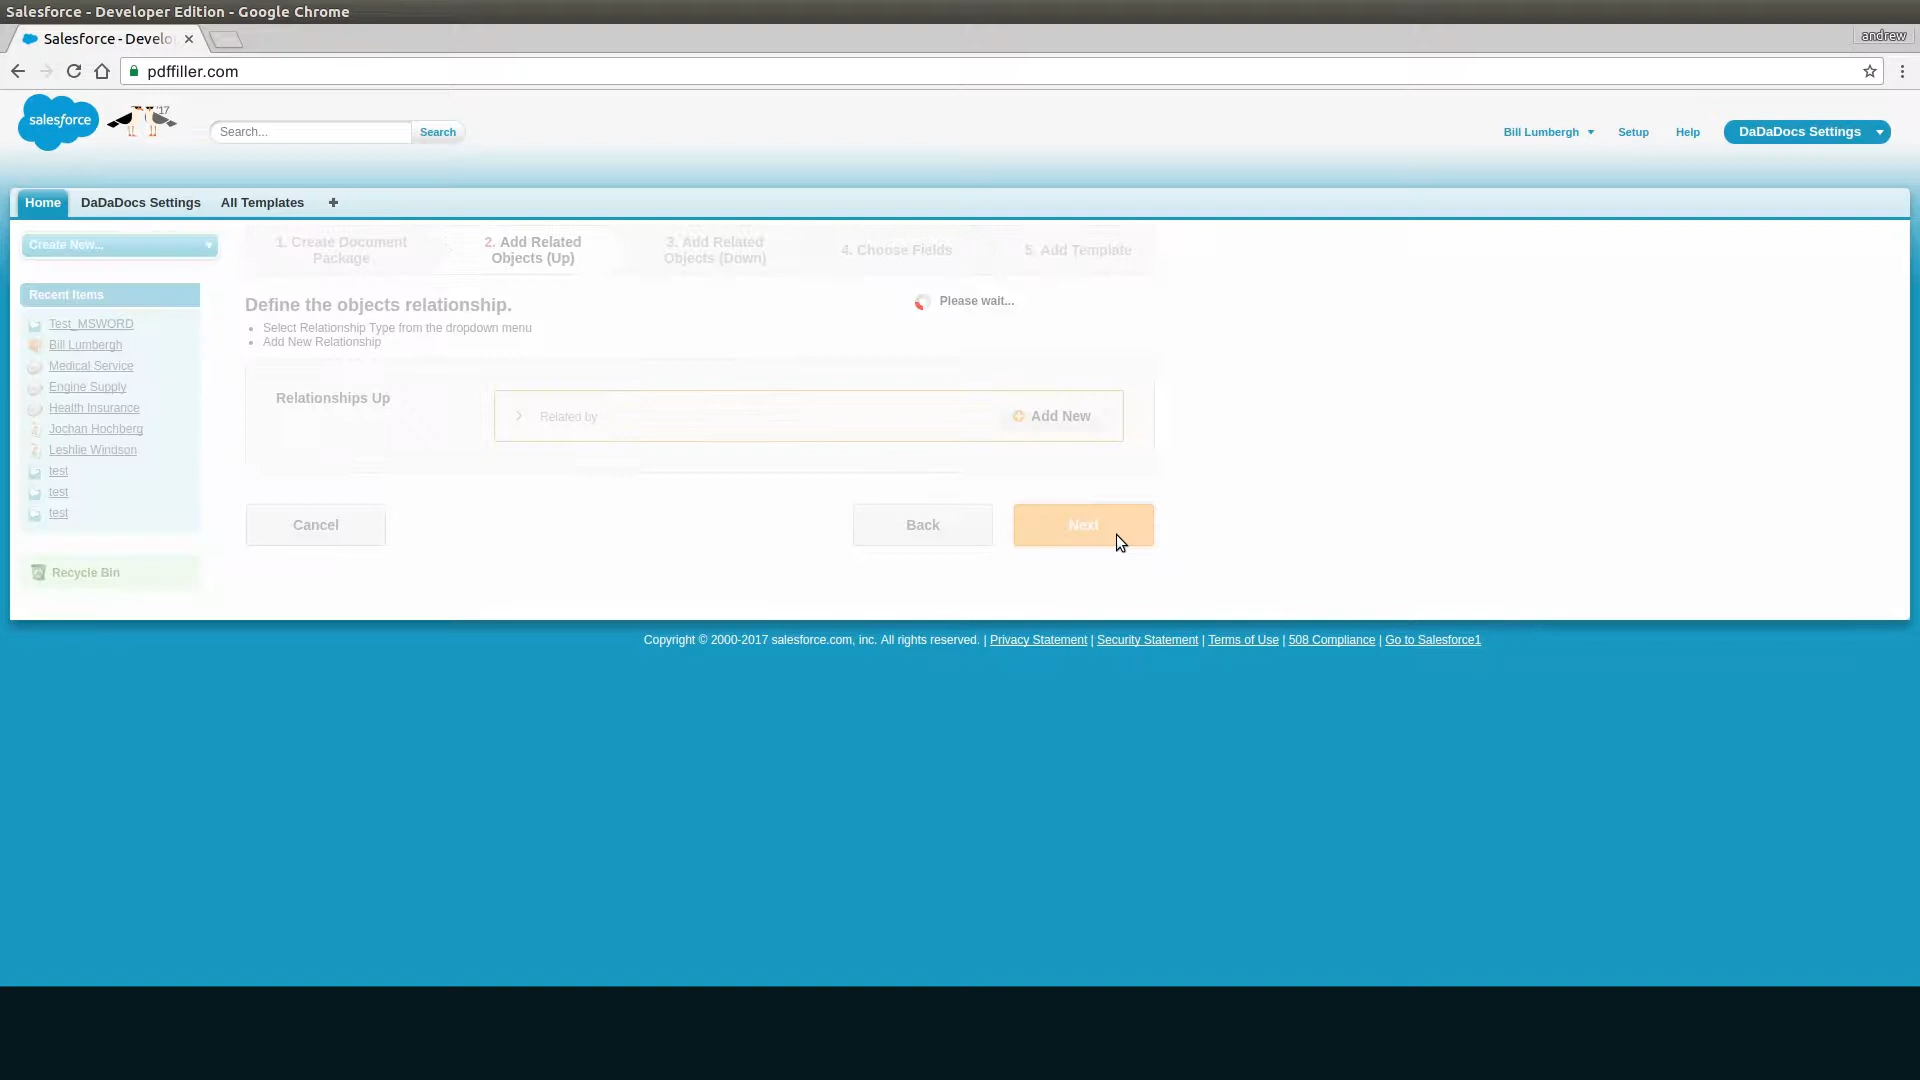 Salesforce - Developer Edition - Google Chrome
Salesforce - Develo
andrew
pdffiller.com
salesforce
'17
Search...
Search
Bill Lumbergh
Setup
Help
DaDaDocs Settings
Home
DaDaDocs Settings
All Templates
+
Create New...
1. Create Document
Package
2. Add Related
Objects (Up)
3. Add Related
Objects (Down)
4. Choose Fields
5. Add Template
Recent Items
Test_MSWORD
Bill Lumbergh
Medical Service
Engine Supply
Health Insurance
Jochan Hochberg
Leshlie Windson
test
test
test
Recycle Bin
Define the objects relationship.
Please wait...
• Select Relationship Type from the dropdown menu
• Add New Relationship
Relationships Up
Related by
Add New
Cancel
Back
Next
Copyright © 2000-2017 salesforce.com, inc. All rights reserved. | Privacy Statement | Security Statement | Terms of Use | 508 Compliance | Go to Salesforce1